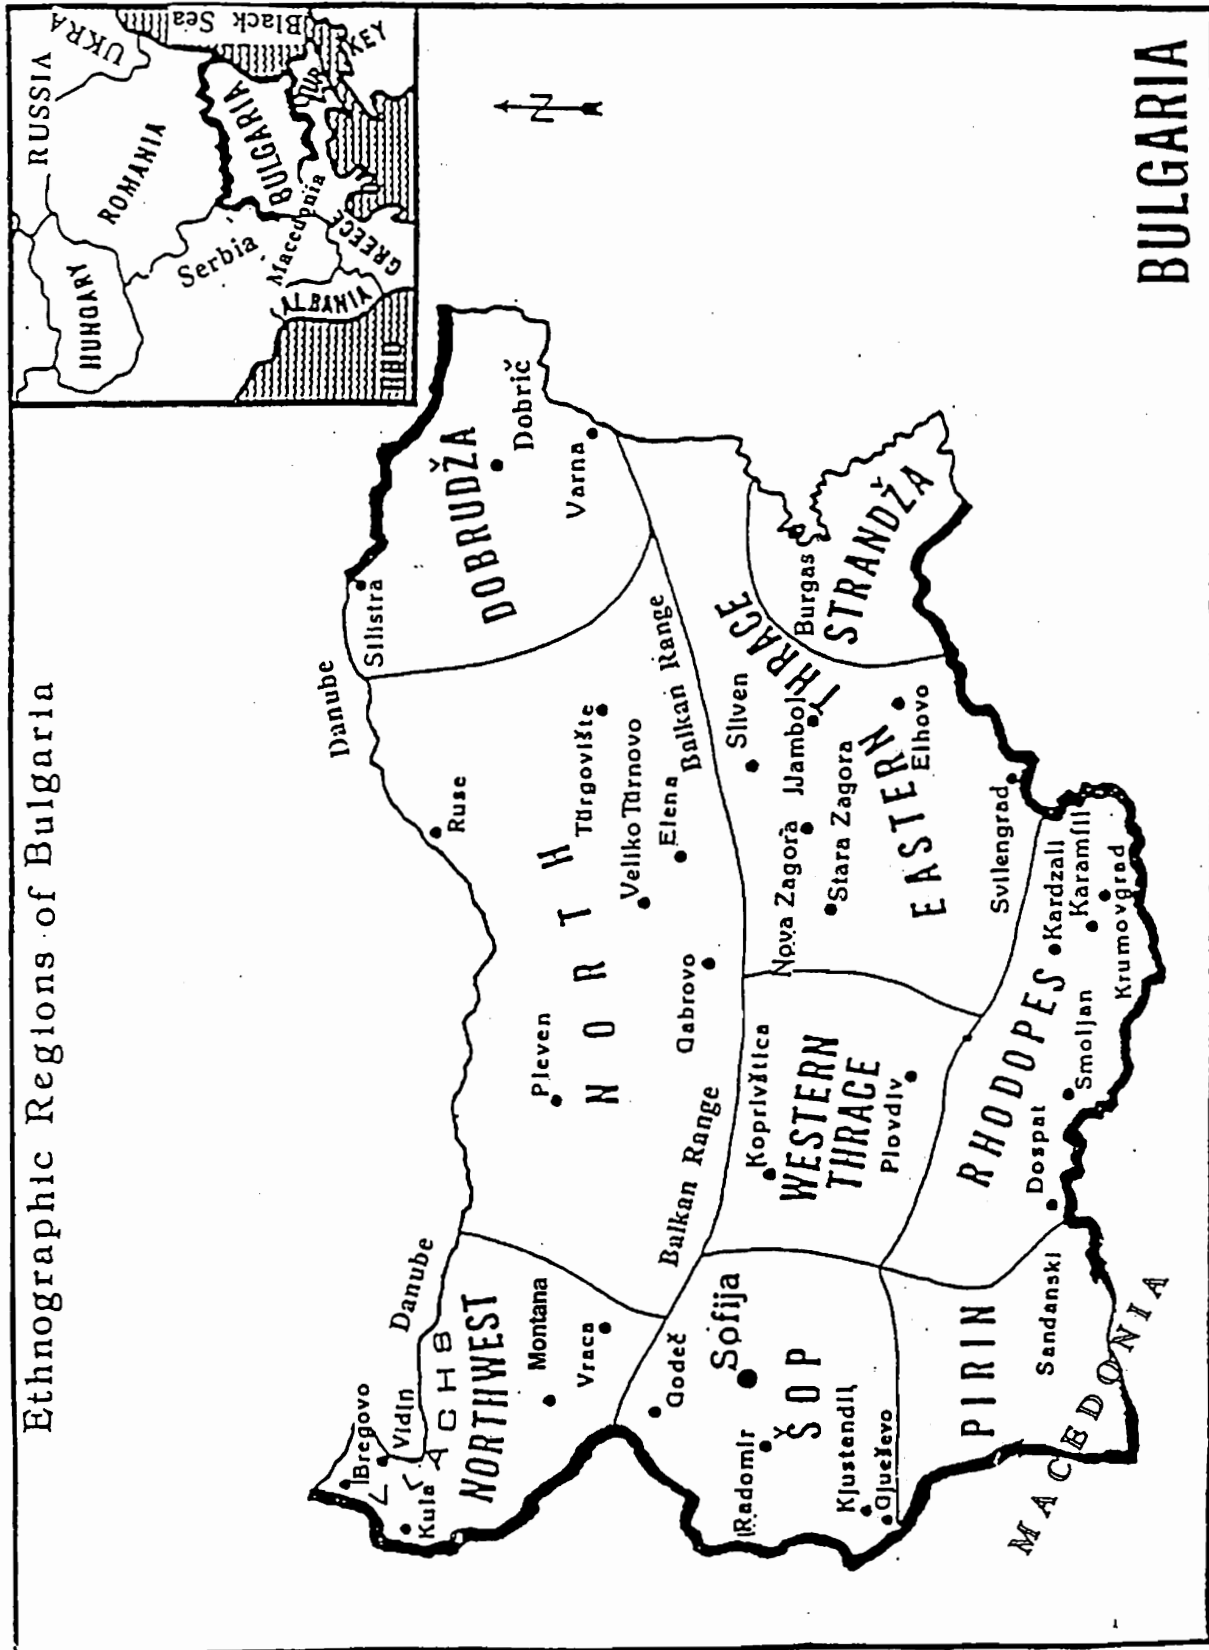 Ethnographic Regions of Bulgaria
RUSSIA
UKRA
Black
Sea
HUNGARY
ROMANIA
BULGARIA
TUR
KEY
Serbia
Macedonia
ALBANIA
GREECE
N
BULGARIA
Danube
Danube
Bregovo
Vidin
Kula
VLACHS
NORTHWEST
Montana
Vraca
Silistra
DOBRUDŽA
Dobrič
Varna
Ruse
Pleven
NORTH
Tŭrgovište
Veliko Tŭrnovo
Elena
Gabrovo
Balkan Range
Balkan Range
Godeč
Sofija
ŠOP
Radomir
Kjustendil
Gjueševo
Koprivštica
WESTERN
THRACE
Plovdiv
Sliven
Jambol
Nova Zagora
Stara Zagora
EASTERN
THRACE
Elhovo
Svilengrad
Burgas
STRANDŽA
PIRIN
Sandanski
RHODOPES
Dospat
Smoljan
Kardzali
Karamfil
Krumovgrad
MACEDONIA